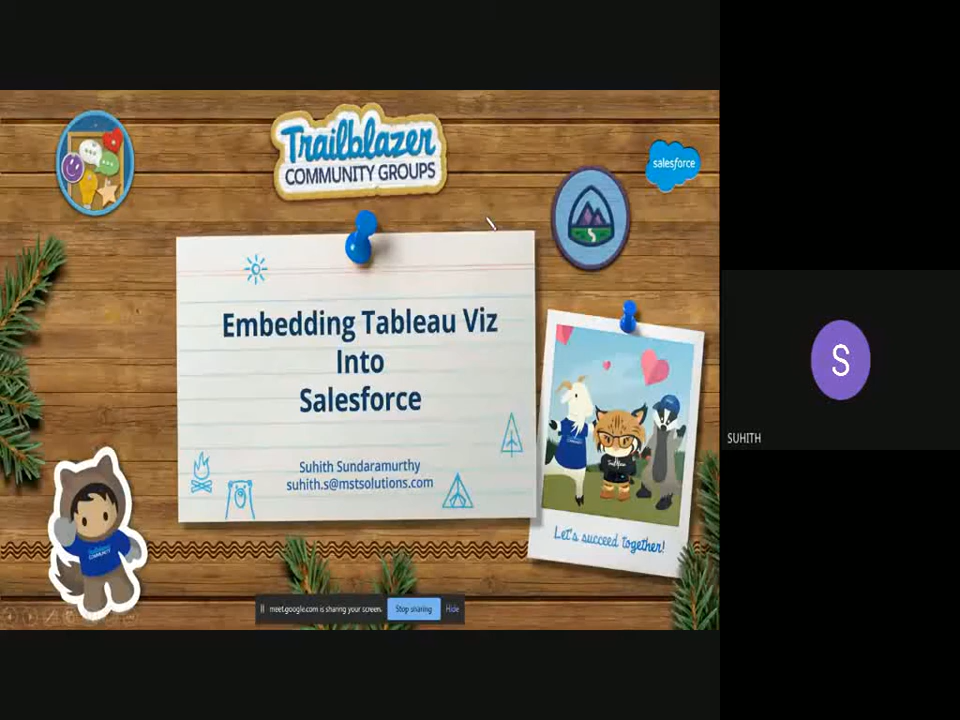 Trailblazer
COMMUNITY GROUPS
salesforce
Embedding Tableau Viz
Into
Salesforce
Suhith Sundaramurthy
suhith.s@mstsolutions.com
Let's succeed together!
S
SUHITH
meet.google.com is sharing your screen.
Stop sharing
Hide